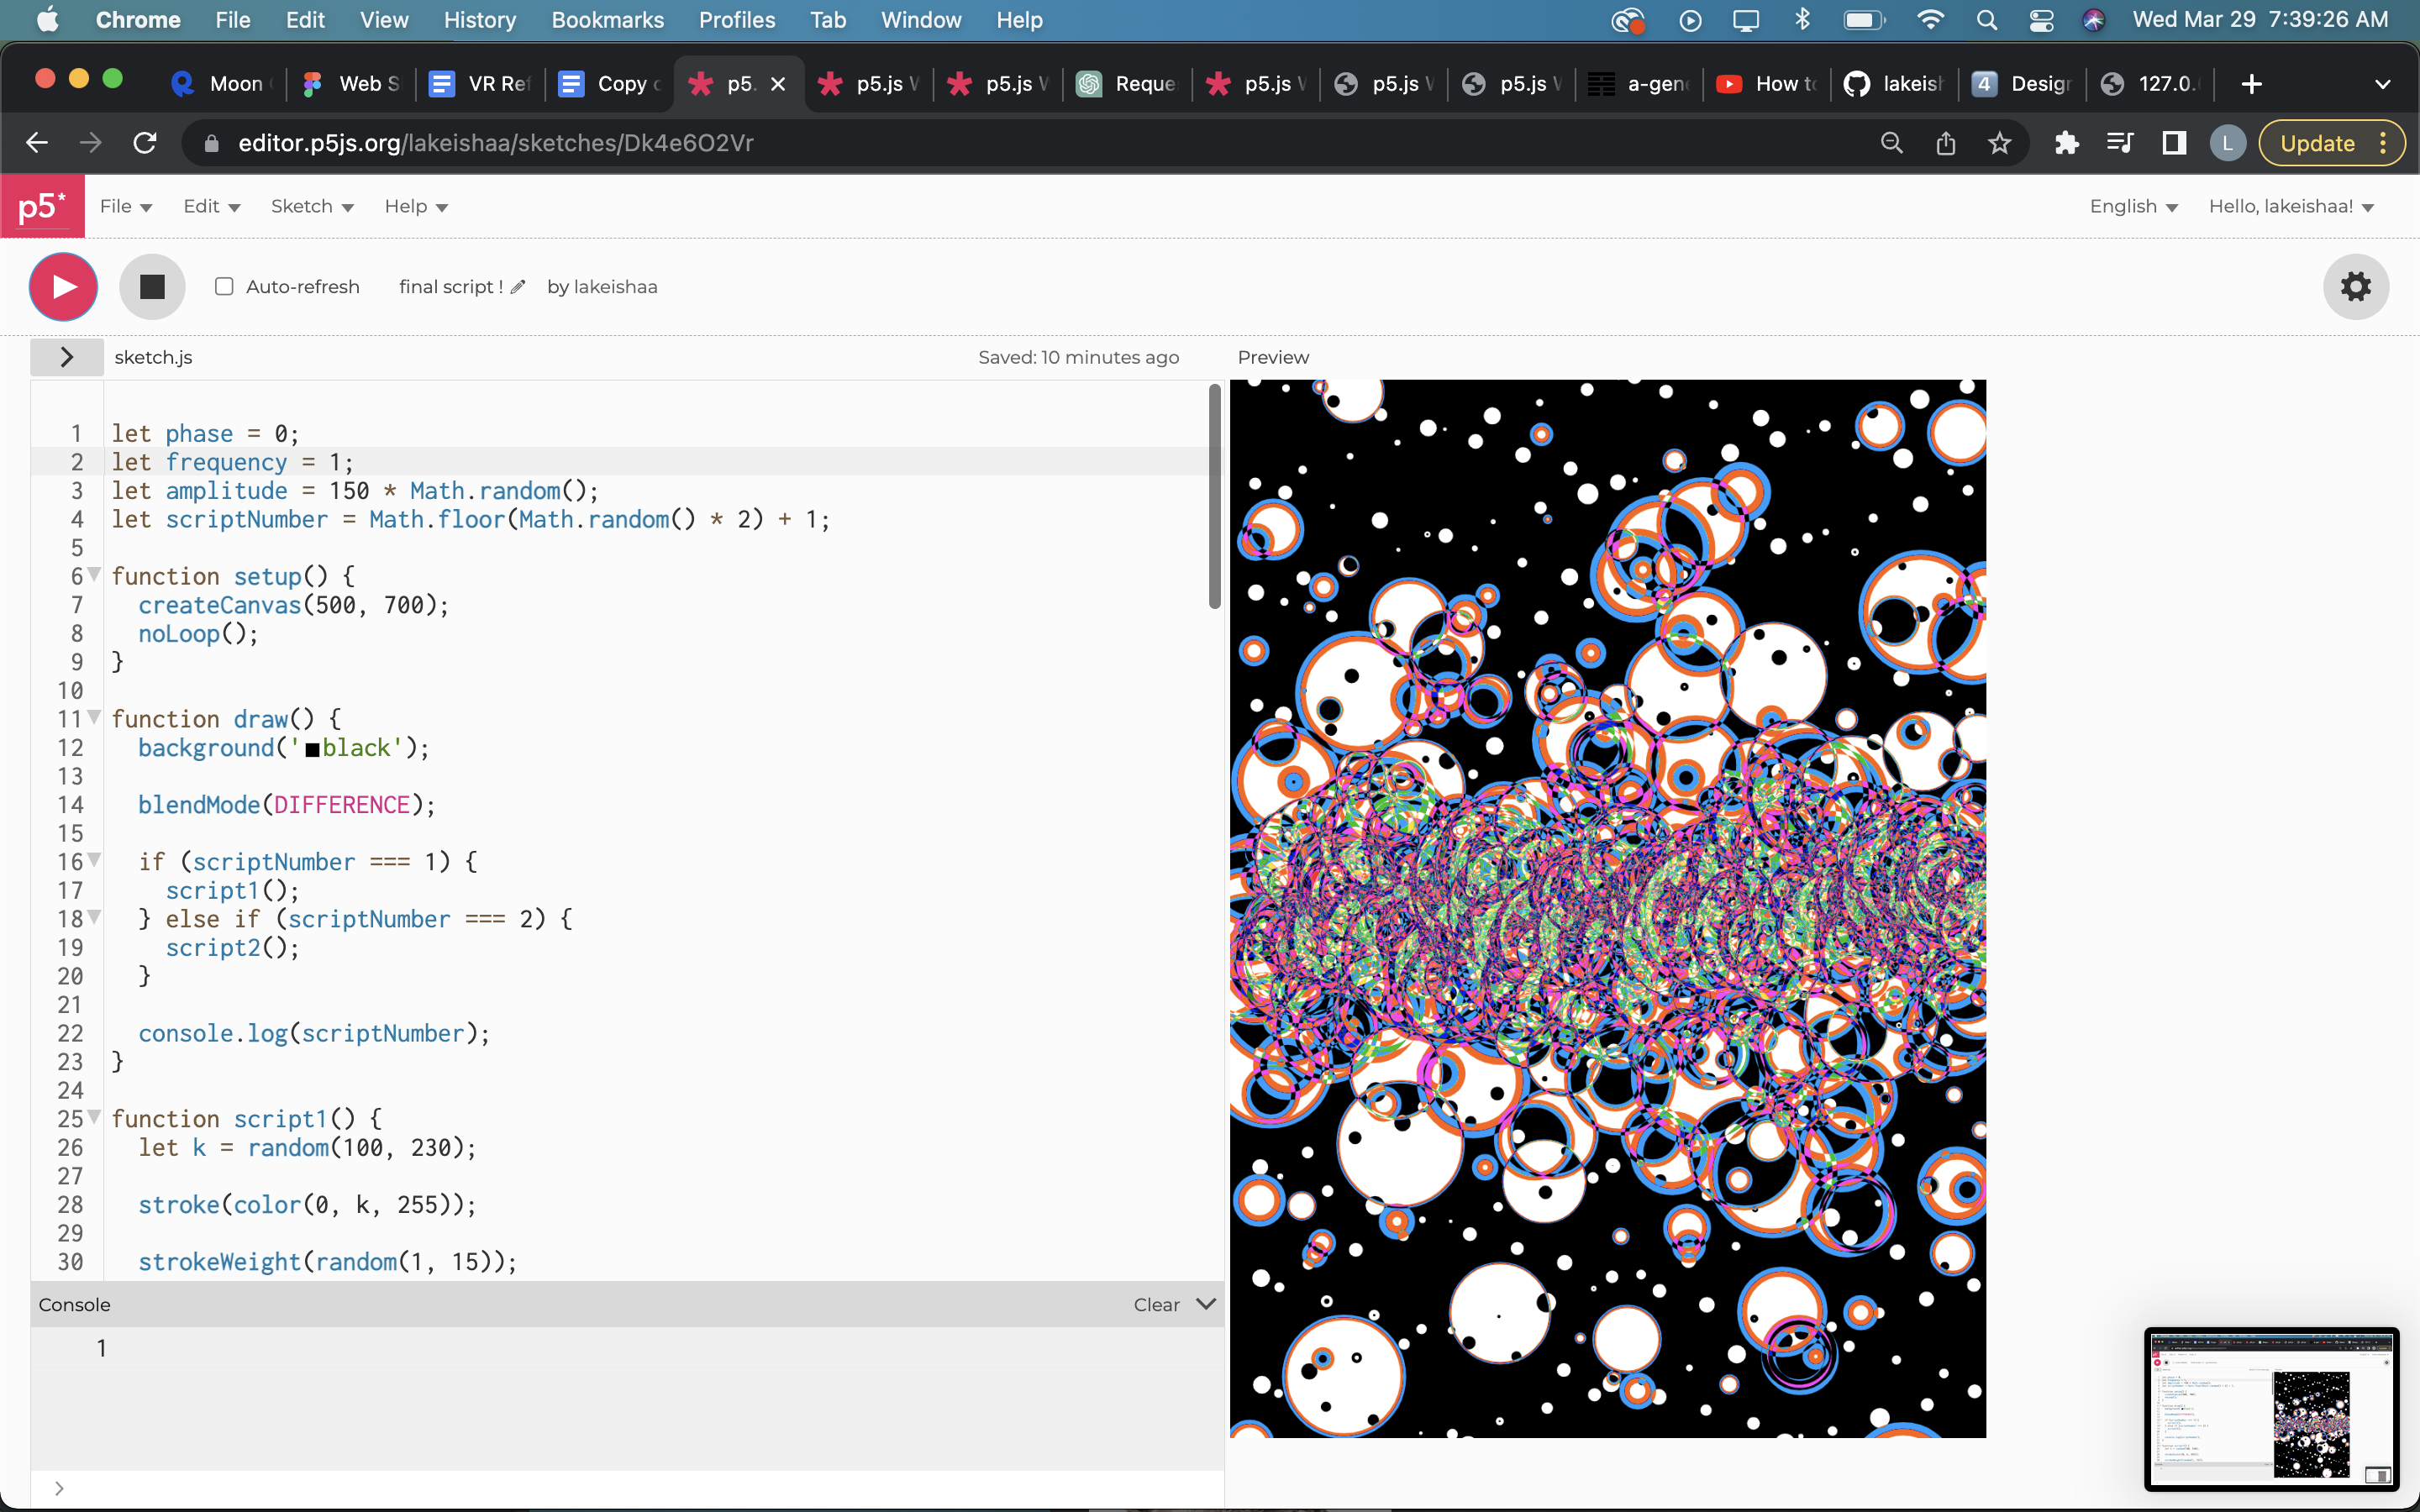 Chrome File Edit View History Bookmarks Profiles Tab Window Help Wed Mar 29 7:39:26 AM
Moon Web S VR Ref Copy p5. p5.js p5.js Reque p5.js p5.js p5.js a-gen How to lakeish 4 Design 127.0.
editor.p5js.org/lakeishaa/sketches/Dk4e6O2Vr L Update
p5* File Edit Sketch Help English Hello, lakeishaa!
Auto-refresh final script ! by lakeishaa
sketch.js Saved: 10 minutes ago Preview
1 let phase = 0;
2 let frequency = 1;
3 let amplitude = 150 * Math.random();
4 let scriptNumber = Math.floor(Math.random() * 2) + 1;
5
6 function setup() {
7 createCanvas(500, 700);
8 noLoop();
9 }
10
11 function draw() {
12 background('black');
13
14 blendMode(DIFFERENCE);
15
16 if (scriptNumber === 1) {
17 script1();
18 } else if (scriptNumber === 2) {
19 script2();
20 }
21
22 console.log(scriptNumber);
23 }
24
25 function script1() {
26 let k = random(100, 230);
27
28 stroke(color(0, k, 255));
29
30 strokeWeight(random(1, 15));
Console Clear
1